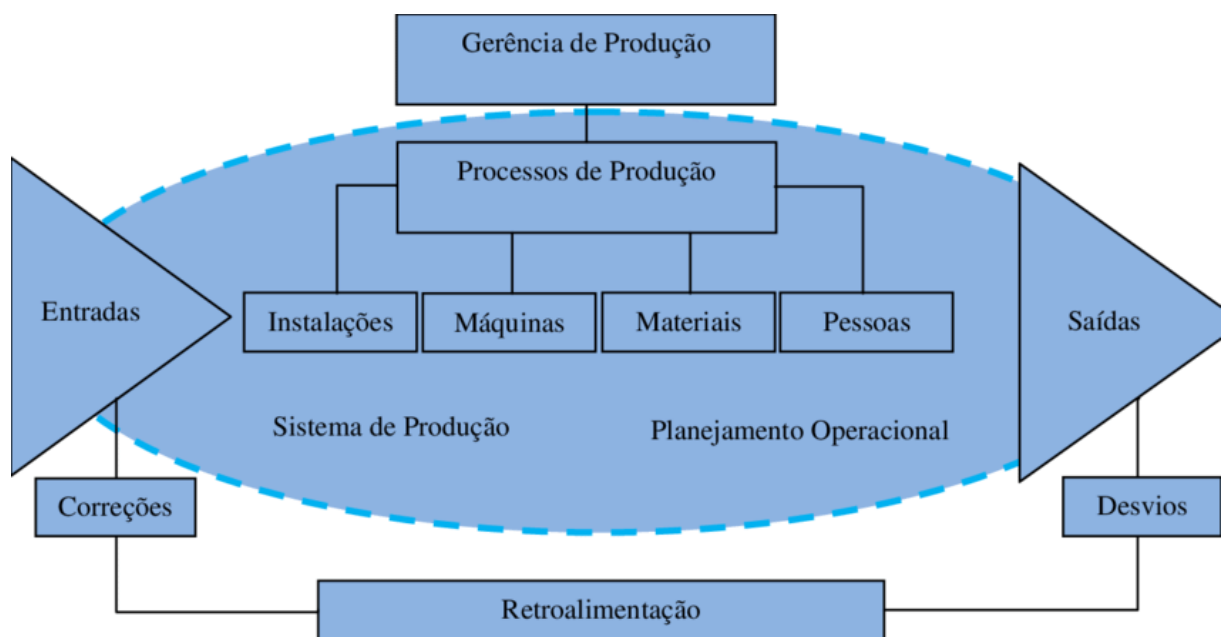 Gerência de Produção
Processos de Produção
Entradas
Instalações
Máquinas
Materiais
Pessoas
Saídas
Sistema de Produção
Planejamento Operacional
Correções
Desvios
Retroalimentação